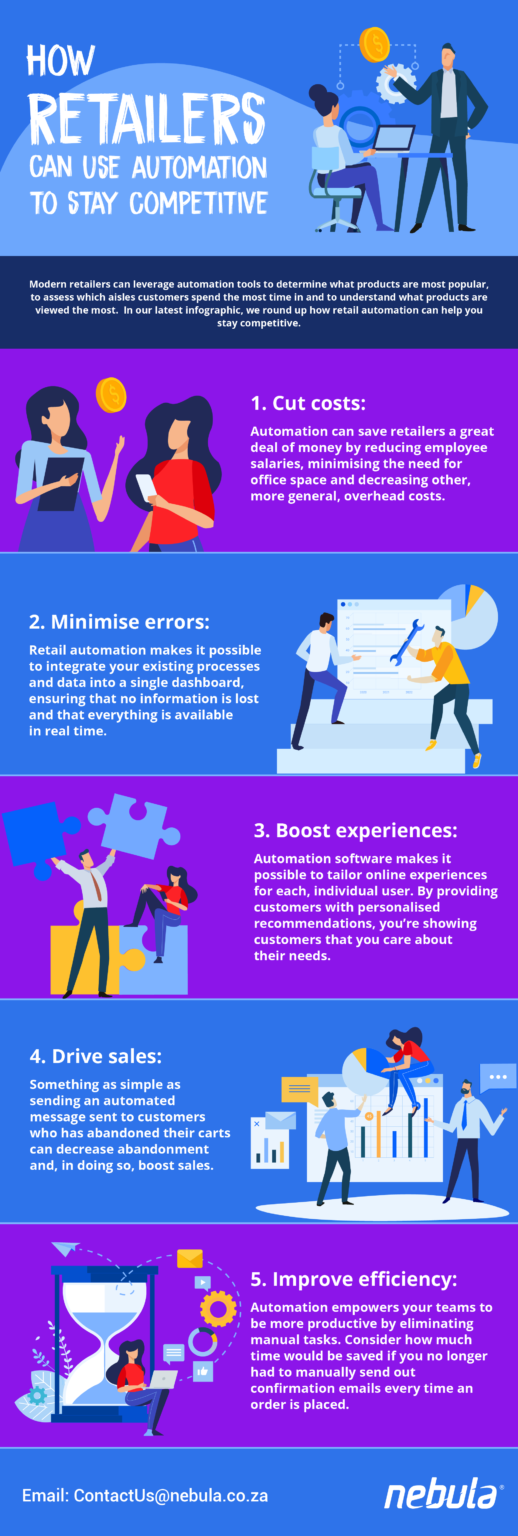 HOW
RETAILERS
CAN USE AUTOMATION
TO STAY COMPETITIVE
Modern retailers can leverage automation tools to determine what products are most popular,
to assess which aisles customers spend the most time in and to understand what products are
viewed the most. In our latest infographic, we round up how retail automation can help you
stay competitive.
1. Cut costs:
Automation can save retailers a great
deal of money by reducing employee
salaries, minimising the need for
office space and decreasing other,
more general, overhead costs.
2. Minimise errors:
Retail automation makes it possible
to integrate your existing processes
and data into a single dashboard,
ensuring that no information is lost
and that everything is available
in real time.
3. Boost experiences:
Automation software makes it
possible to tailor online experiences
for each, individual user. By providing
customers with personalised
recommendations, you're showing
customers that you care about
their needs.
4. Drive sales:
Something as simple as
sending an automated
message sent to customers
who has abandoned their carts
can decrease abandonment
and, in doing so, boost sales.
5. Improve efficiency:
Automation empowers your teams to
be more productive by eliminating
manual tasks. Consider how much
time would be saved if you no longer
had to manually send out
confirmation emails every time an
order is placed.
Email: ContactUs@nebula.co.za
nebula®